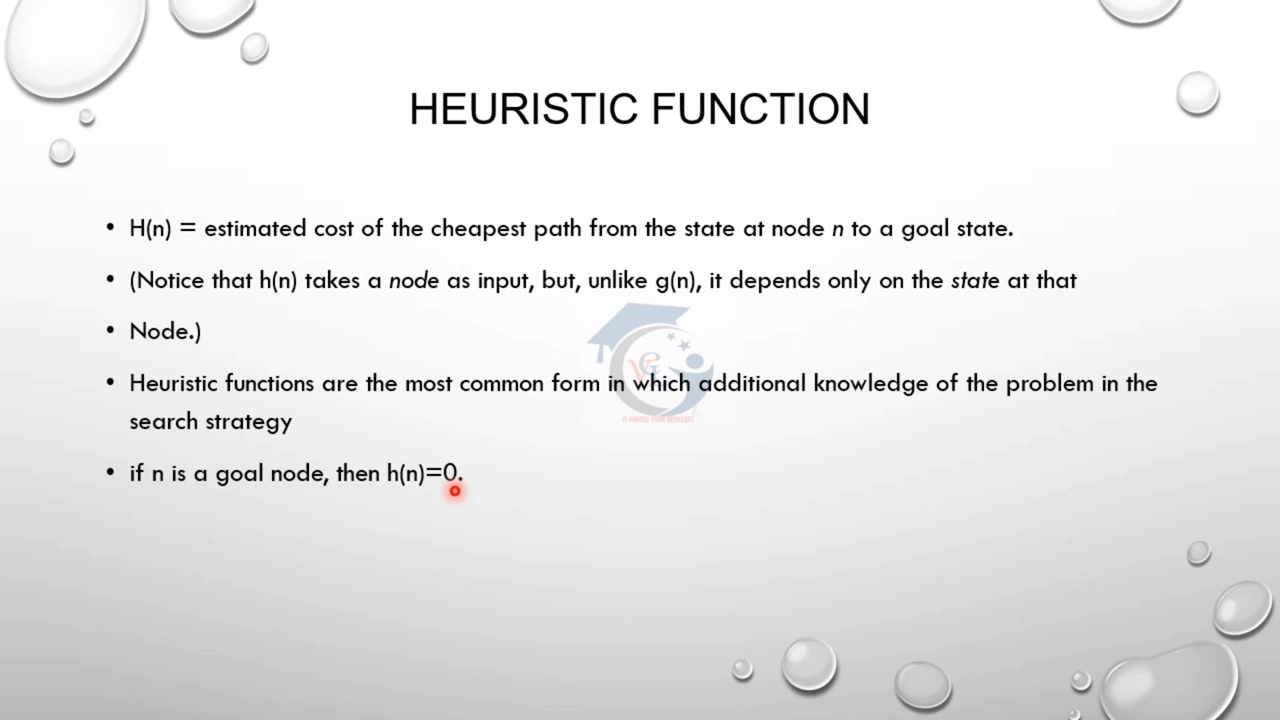 HEURISTIC FUNCTION
• H(n) = estimated cost of the cheapest path from the state at node n to a goal state.
• (Notice that h(n) takes a node as input, but, unlike g(n), it depends only on the state at that
• Node.)
• Heuristic functions are the most common form in which additional knowledge of the problem in the
search strategy
• if n is a goal node, then h(n)=0.